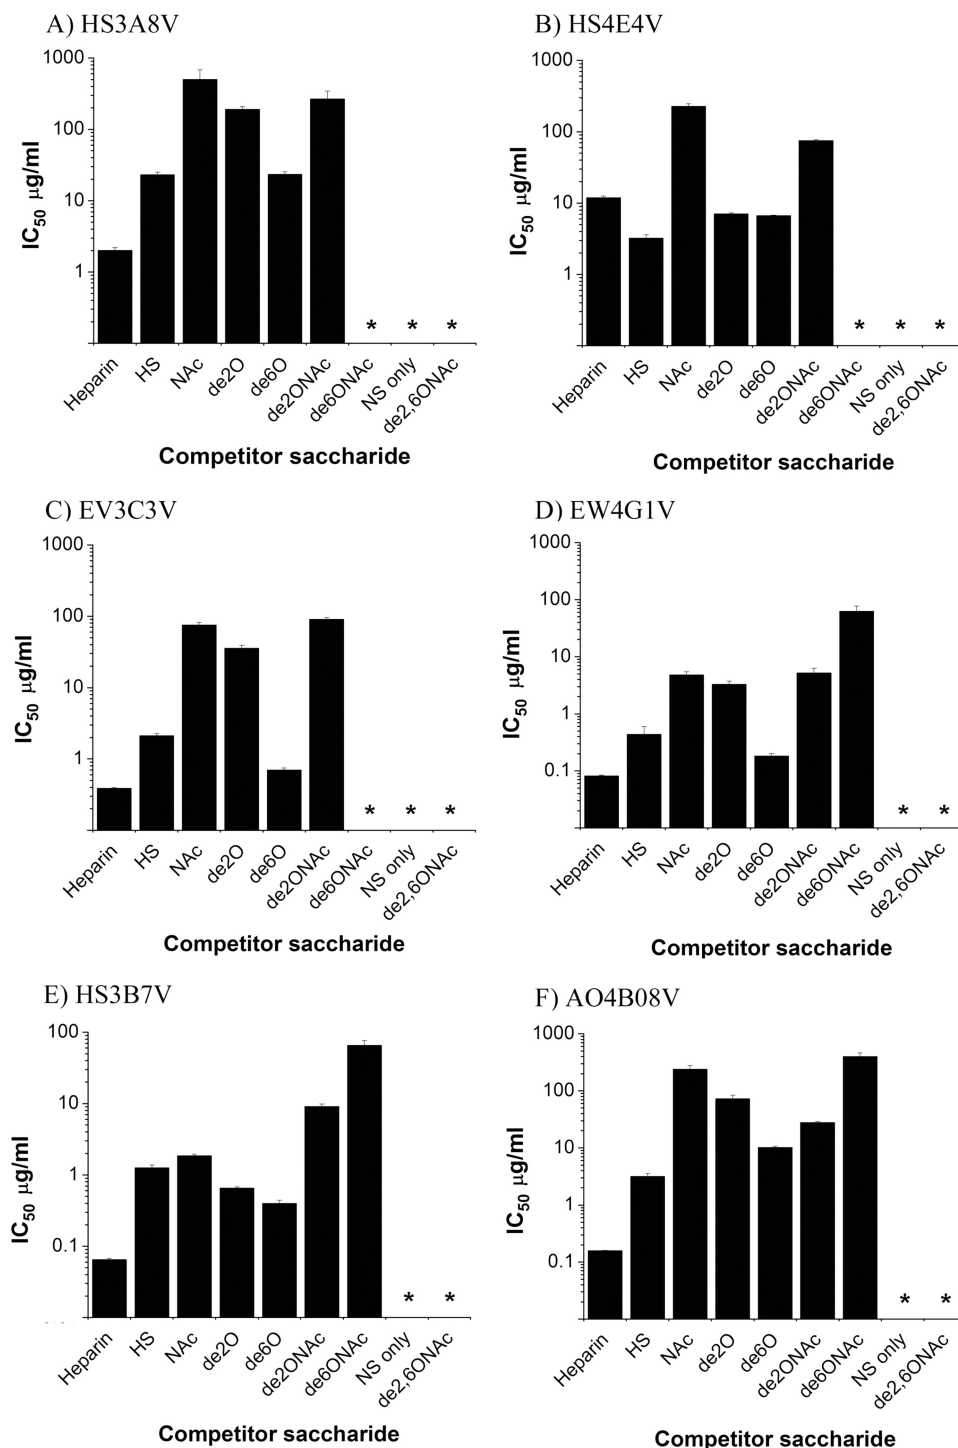 A) HS3A8V
1000
100
10
1
IC50 µg/ml
* * *
Heparin HS NAc de2O de6O de2ONAc de6ONAc NS only de2,6ONAc
Competitor saccharide
B) HS4E4V
1000
100
10
1
IC50 µg/ml
* * *
Heparin HS NAc de2O de6O de2ONAc de6ONAc NS only de2,6ONAc
Competitor saccharide
C) EV3C3V
1000
100
10
1
IC50 µg/ml
* * *
Heparin HS NAc de2O de6O de2ONAc de6ONAc NS only de2,6ONAc
Competitor saccharide
D) EW4G1V
1000
100
10
1
0.1
IC50 µg/ml
* *
Heparin HS NAc de2O de6O de2ONAc de6ONAc NS only de2,6ONAc
Competitor saccharide
E) HS3B7V
100
10
1
0.1
IC50 µg/ml
* *
Heparin HS NAc de2O de6O de2ONAc de6ONAc NS only de2,6ONAc
Competitor saccharide
F) AO4B08V
1000
100
10
1
0.1
IC50 µg/ml
* *
Heparin HS NAc de2O de6O de2ONAc de6ONAc NS only de2,6ONAc
Competitor saccharide